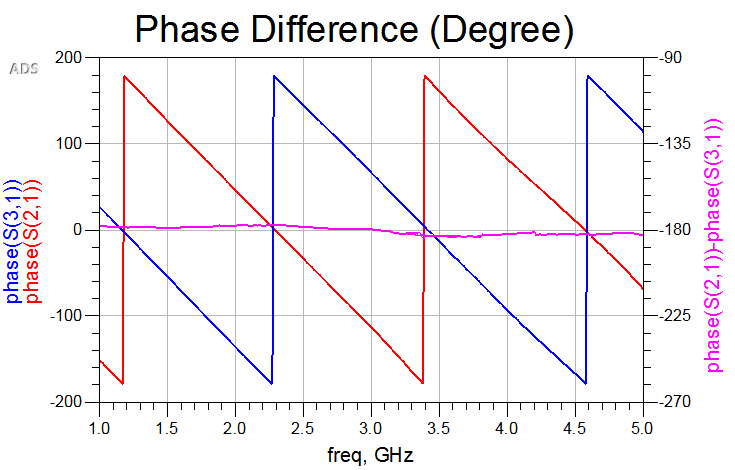 Phase Difference (Degree)
ADS
200
100
0
-100
-200
-90
-135
-180
-225
-270
phase(S(3,1))
phase(S(2,1))
phase(S(2,1))-phase(S(3,1))
1.0 1.5 2.0 2.5 3.0 3.5 4.0 4.5 5.0
freq, GHz